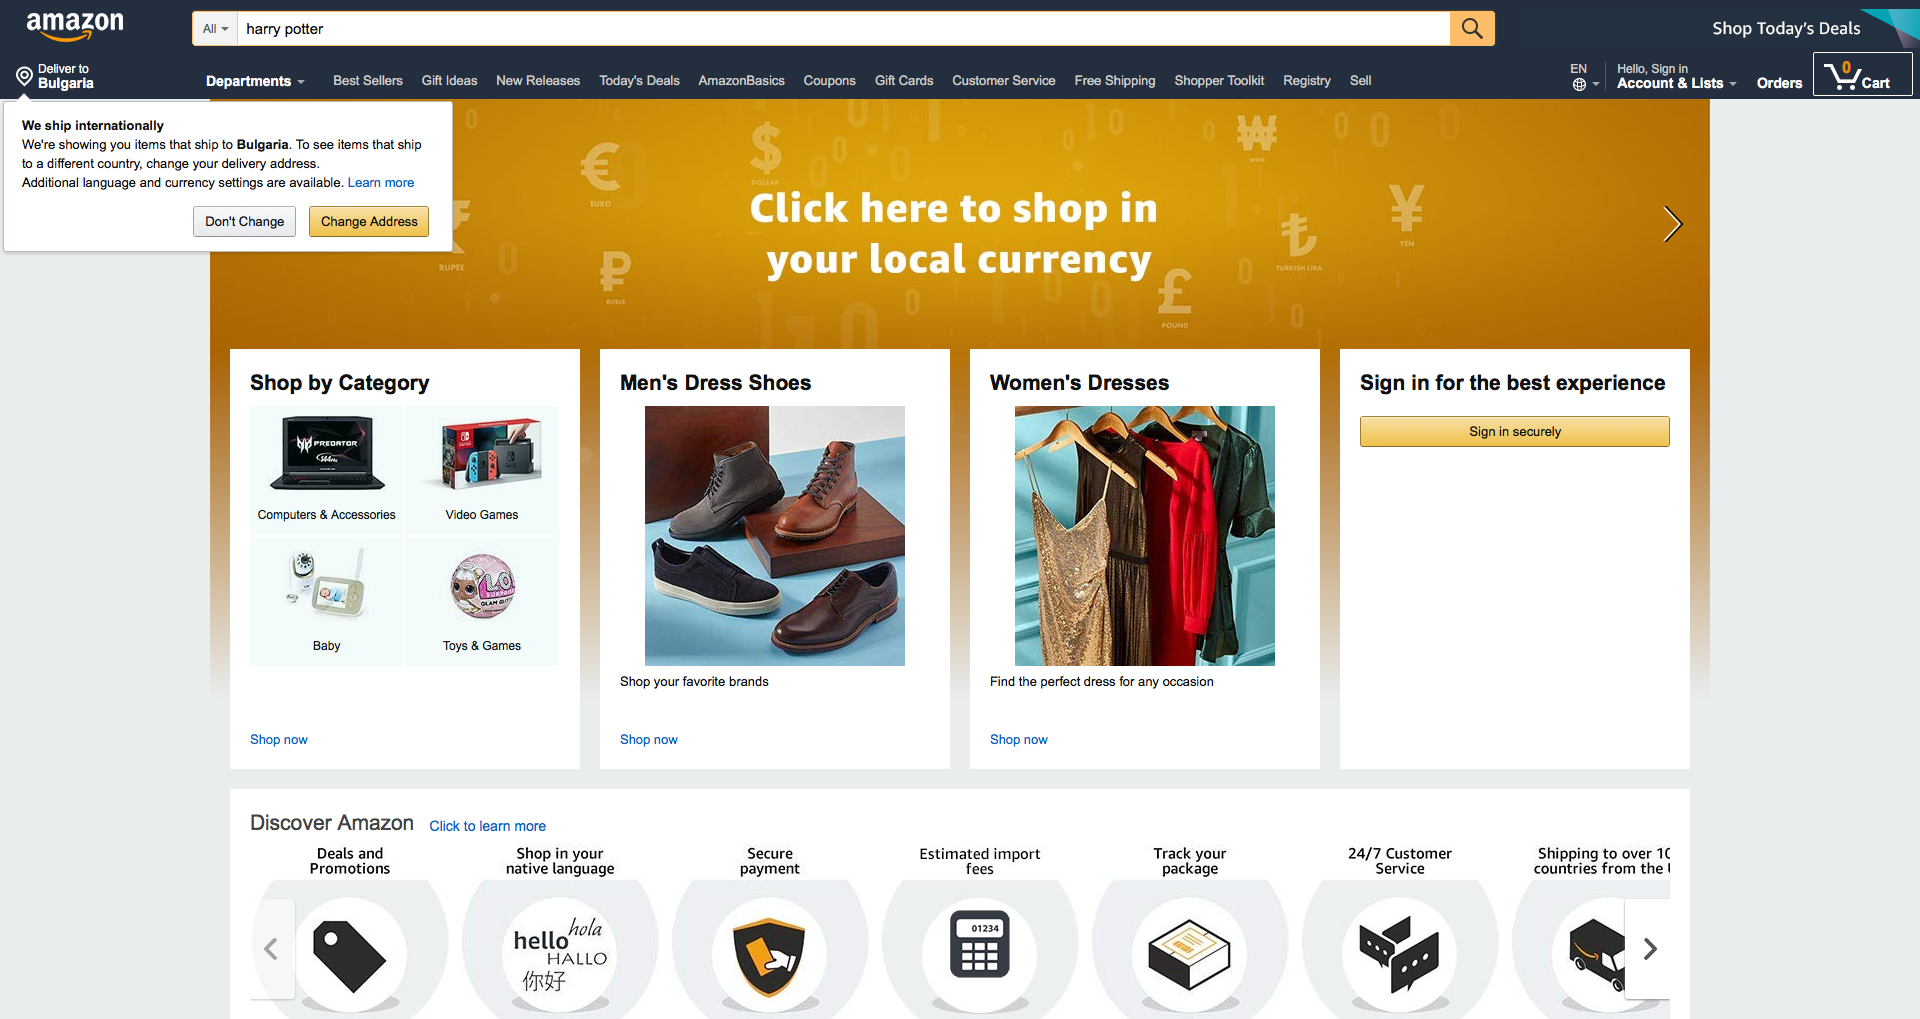 amazon
All
harry potter
Shop Today's Deals
Deliver to
Bulgaria
Departments
Best Sellers
Gift Ideas
New Releases
Today's Deals
AmazonBasics
Coupons
Gift Cards
Customer Service
Free Shipping
Shopper Toolkit
Registry
Sell
EN
Hello, Sign in
Account & Lists
Orders
0
Cart
We ship internationally
We're showing you items that ship to Bulgaria. To see items that ship
to a different country, change your delivery address.
Additional language and currency settings are available. Learn more
Don't Change
Change Address
€
EURO
$
DOLLAR
₩
WON
¥
YEN
RUPEE
₽
RUBLE
₺
TURKISH LIRA
£
POUND
Click here to shop in
your local currency
Shop by Category
PREDATOR
Computers & Accessories
Video Games
Baby
Toys & Games
Shop now
Men's Dress Shoes
Shop your favorite brands
Shop now
Women's Dresses
Find the perfect dress for any occasion
Shop now
Sign in for the best experience
Sign in securely
Discover Amazon
Click to learn more
Deals and
Promotions
Shop in your
native language
hello
hola
HALLO
你好
Secure
payment
Estimated import
fees
01234
Track your
package
24/7 Customer
Service
Shipping to over 10
countries from the